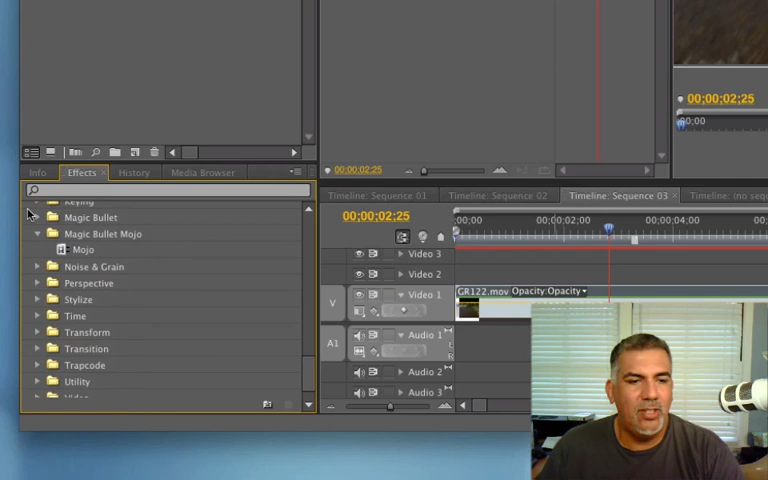 00;00;02;25
00;00
00;00;02;25
Info Effects × History Media Browser
Timeline: Sequence 01 Timeline: Sequence 02 Timeline: Sequence 03 × Timeline: (no seq
Keying
00;00;02;25
;00;00 00;00;02;00 00;00;04;00
Magic Bullet
Magic Bullet Mojo
Mojo
Video 3
Noise & Grain
Video 2
Perspective
GR122.mov Opacity:Opacity
V Video 1
Stylize
Time
Transform
A1 Audio 1
L
R
Transition
Trapcode
Audio 2
Utility
Audio 3